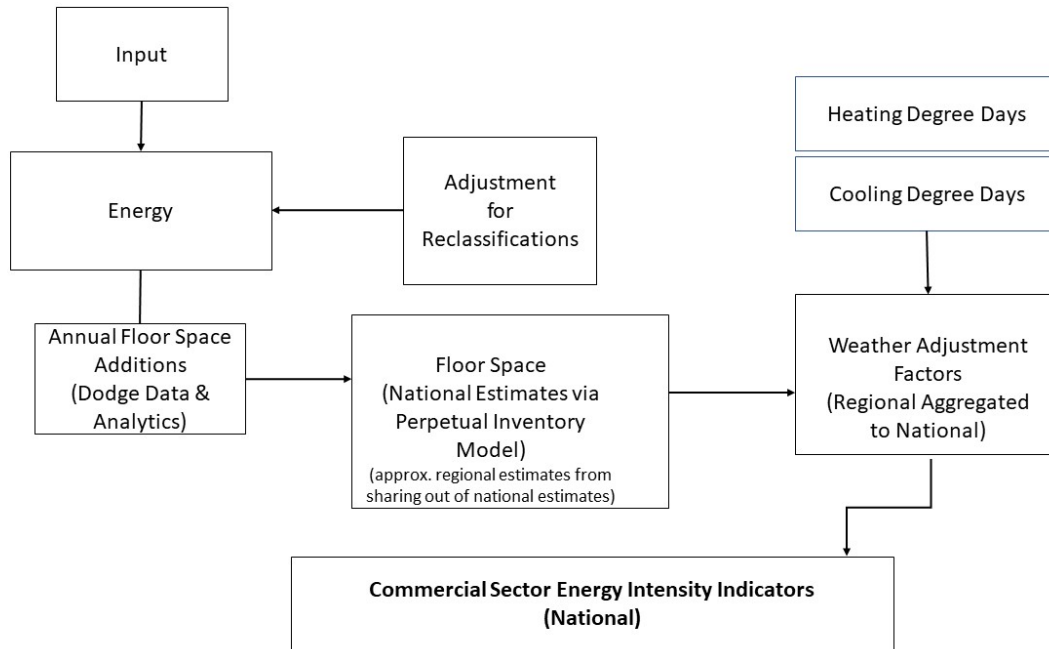 Input
Heating Degree Days
Energy
Adjustment
for
Reclassifications
Cooling Degree Days
Annual Floor Space
Additions
(Dodge Data &
Analytics)
Floor Space
(National Estimates via
Perpetual Inventory
Model)
(approx. regional estimates from
sharing out of national estimates)
Weather Adjustment
Factors
(Regional Aggregated
to National)
Commercial Sector Energy Intensity Indicators
(National)